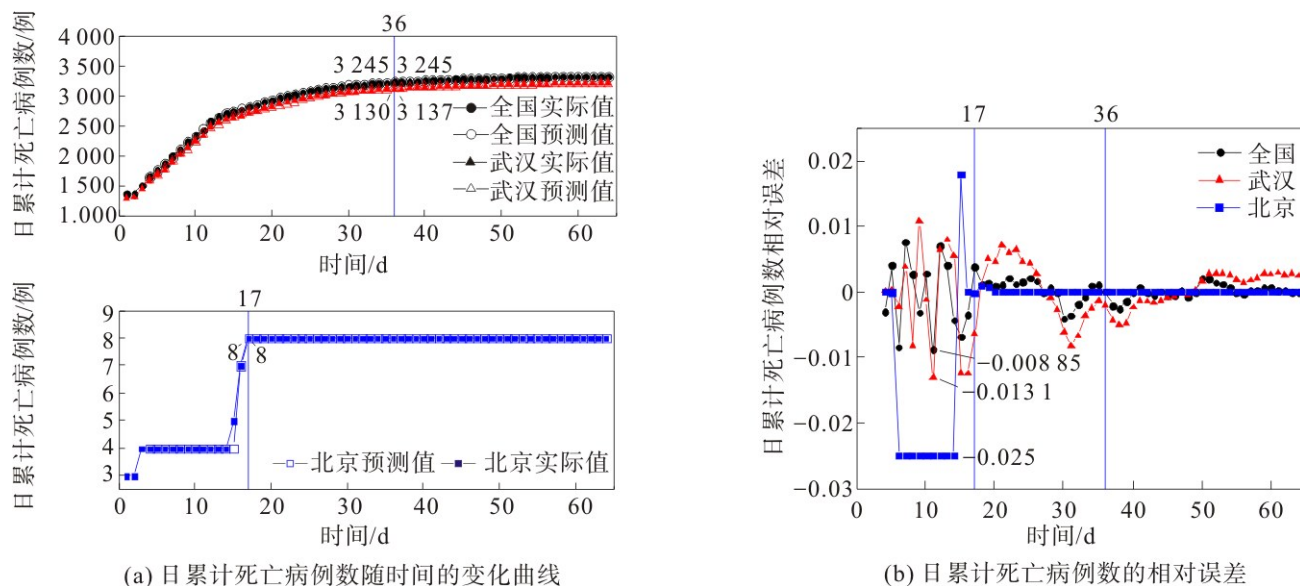 36
日累计死亡病例数/例
4 000
3 500
3 000
2 500
2 000
1 500
1 000
3 245 3 245
3 130 3 137
全国实际值
全国预测值
武汉实际值
武汉预测值
0 10 20 30 40 50 60
时间/d
17
日累计死亡病例数/例
9
8
7
6
5
4
3
8 8
北京预测值 北京实际值
0 10 20 30 40 50 60
时间/d
(a) 日累计死亡病例数随时间的变化曲线
17 36
日累计死亡病例数相对误差
0.02
0.01
0
−0.01
−0.02
−0.03
全国
武汉
北京
−0.008 85
−0.013 1
−0.025
0 10 20 30 40 50 60
时间/d
(b) 日累计死亡病例数的相对误差